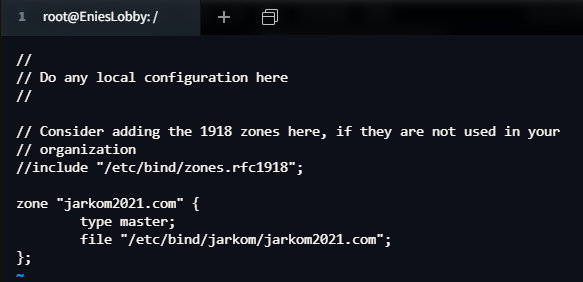 1 root@EniesLobby: / +
//
// Do any local configuration here
//
// Consider adding the 1918 zones here, if they are not used in your
// organization
//include "/etc/bind/zones.rfc1918";
zone "jarkom2021.com" {
        type master;
        file "/etc/bind/jarkom/jarkom2021.com";
};
~